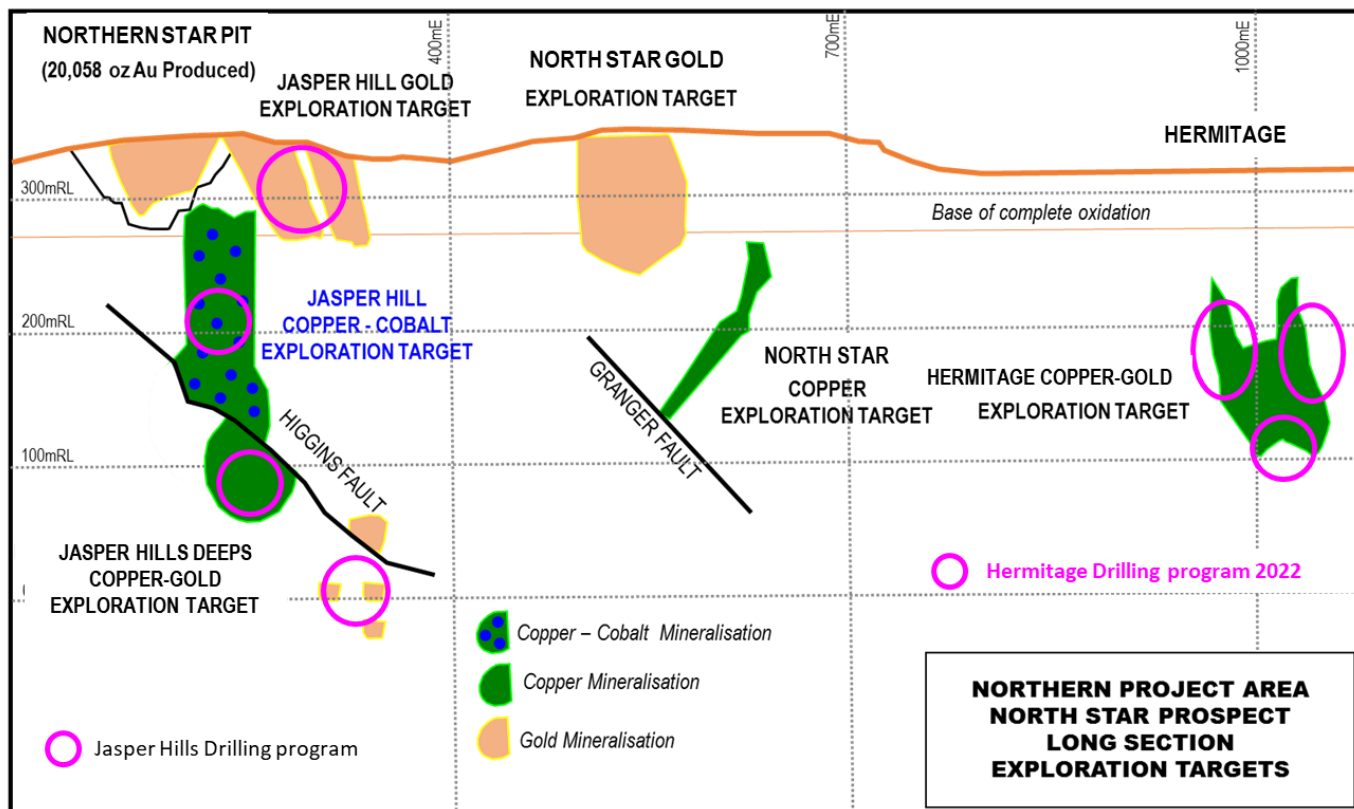 NORTHERN STAR PIT
(20,058 oz Au Produced)
JASPER HILL GOLD
EXPLORATION TARGET
400mE
NORTH STAR GOLD
EXPLORATION TARGET
700mE
1000mE
HERMITAGE
300mRL
Base of complete oxidation
200mRL
JASPER HILL
COPPER - COBALT
EXPLORATION TARGET
HIGGINS FAULT
GRANGER FAULT
NORTH STAR
COPPER
EXPLORATION TARGET
HERMITAGE COPPER-GOLD
EXPLORATION TARGET
100mRL
JASPER HILLS DEEPS
COPPER-GOLD
EXPLORATION TARGET
Hermitage Drilling program 2022
Copper – Cobalt Mineralisation
Copper Mineralisation
Gold Mineralisation
Jasper Hills Drilling program
NORTHERN PROJECT AREA
NORTH STAR PROSPECT
LONG SECTION
EXPLORATION TARGETS